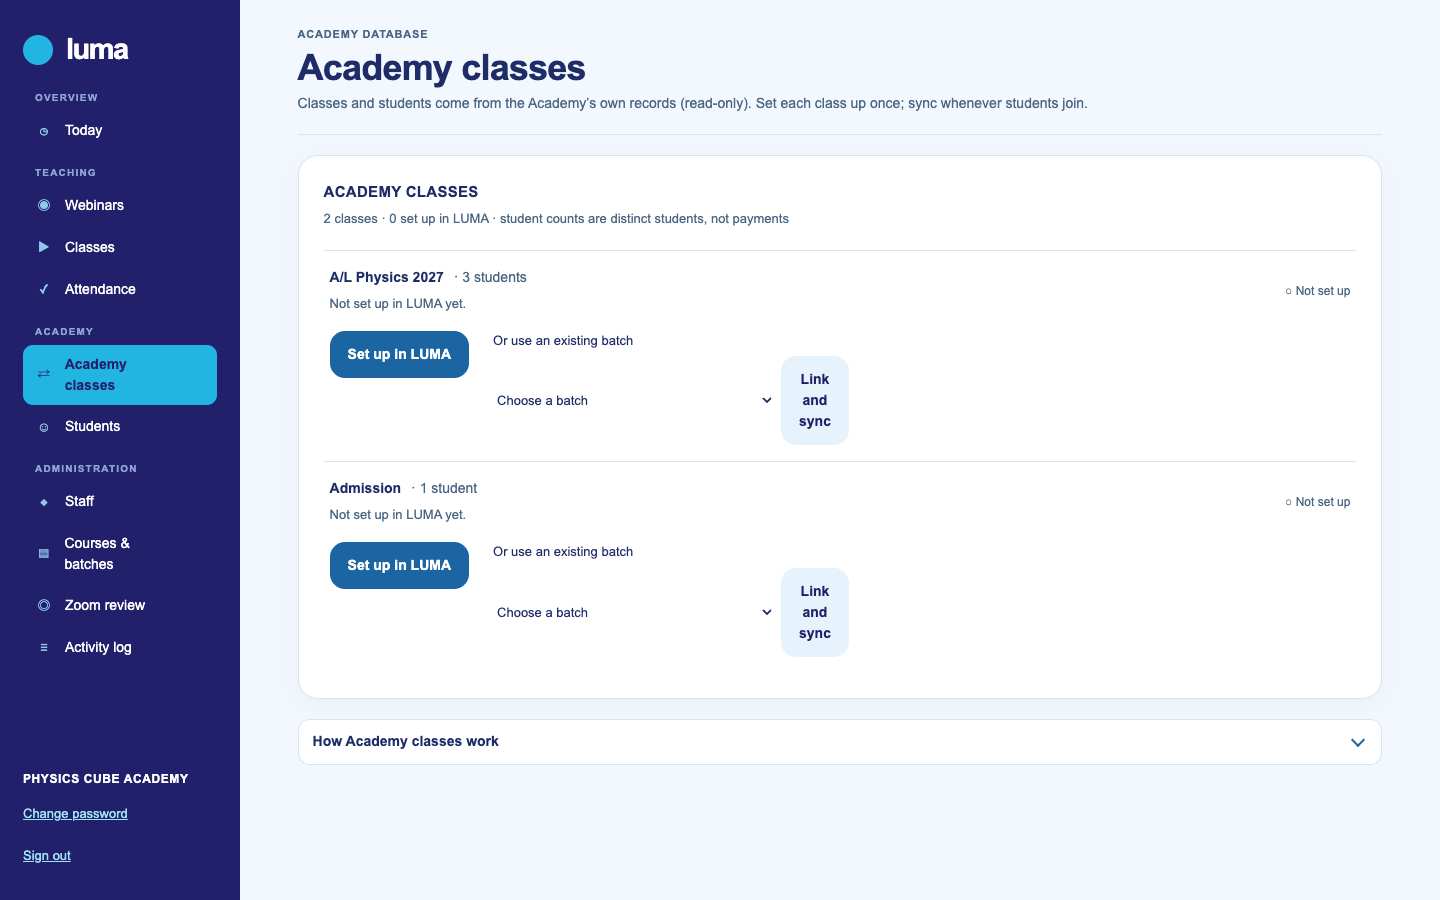 luma
OVERVIEW
Today
TEACHING
Webinars
Classes
Attendance
ACADEMY
Academy
classes
Students
ADMINISTRATION
Staff
Courses &
batches
Zoom review
Activity log
PHYSICS CUBE ACADEMY
Change password
Sign out
ACADEMY DATABASE
Academy classes
Classes and students come from the Academy's own records (read-only). Set each class up once; sync whenever students join.
ACADEMY CLASSES
2 classes · 0 set up in LUMA · student counts are distinct students, not payments
A/L Physics 2027 · 3 students
Not set up in LUMA yet.
○ Not set up
Set up in LUMA
Or use an existing batch
Choose a batch
Link
and
sync
Admission · 1 student
Not set up in LUMA yet.
○ Not set up
Set up in LUMA
Or use an existing batch
Choose a batch
Link
and
sync
How Academy classes work